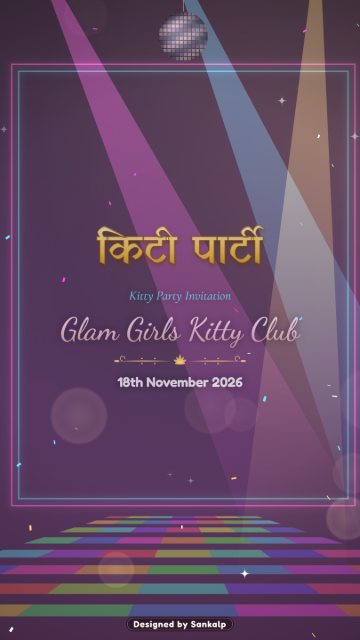 किटी पार्टी
Kitty Party Invitation
Glam Girls Kitty Club
18th November 2026
Designed by Sankalp